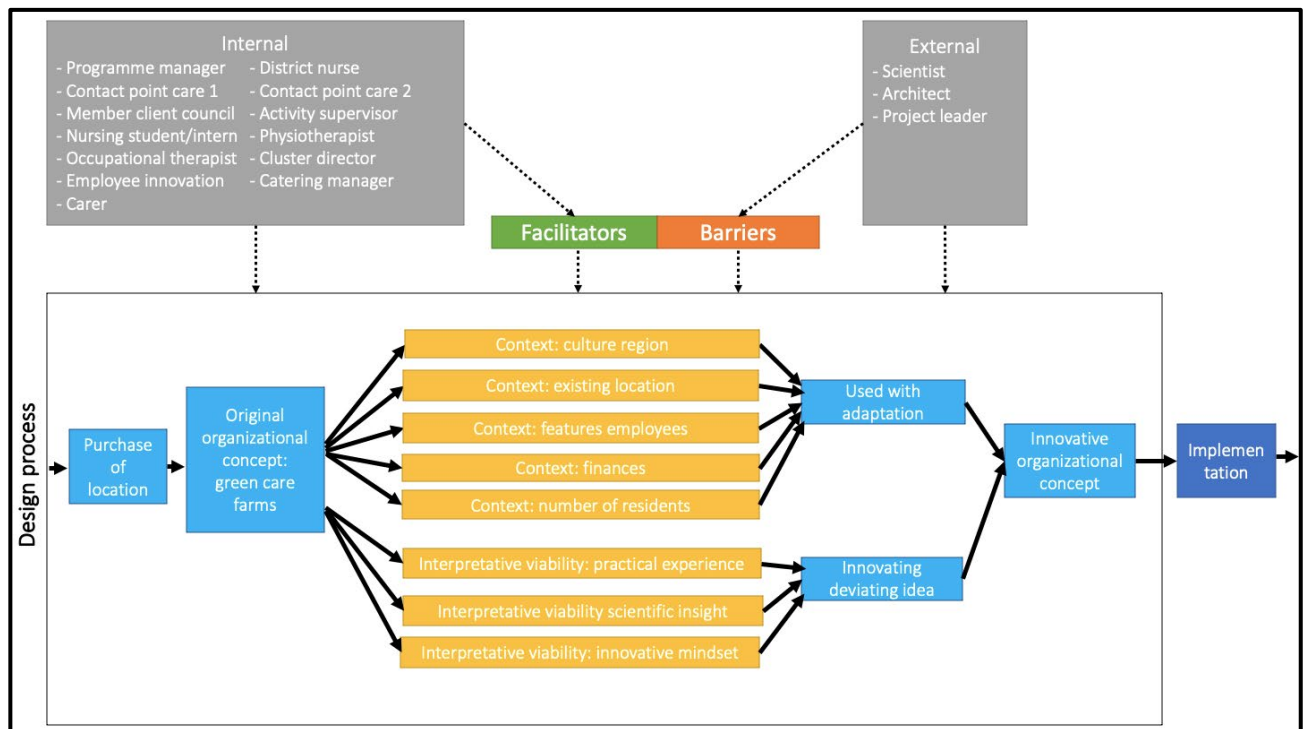 Internal
- Programme manager
- Contact point care 1
- Member client council
- Nursing student/intern
- Occupational therapist
- Employee innovation
- Carer
- District nurse
- Contact point care 2
- Activity supervisor
- Physiotherapist
- Cluster director
- Catering manager
External
- Scientist
- Architect
- Project leader
Facilitators
Barriers
Design process
Purchase
of
location
Original
organizational
concept:
green care
farms
Context: culture region
Context: existing location
Context: features employees
Context: finances
Context: number of residents
Interpretative viability: practical experience
Interpretative viability scientific insight
Interpretative viability: innovative mindset
Used with
adaptation
Innovating
deviating idea
Innovative
organizational
concept
Implemen
tation